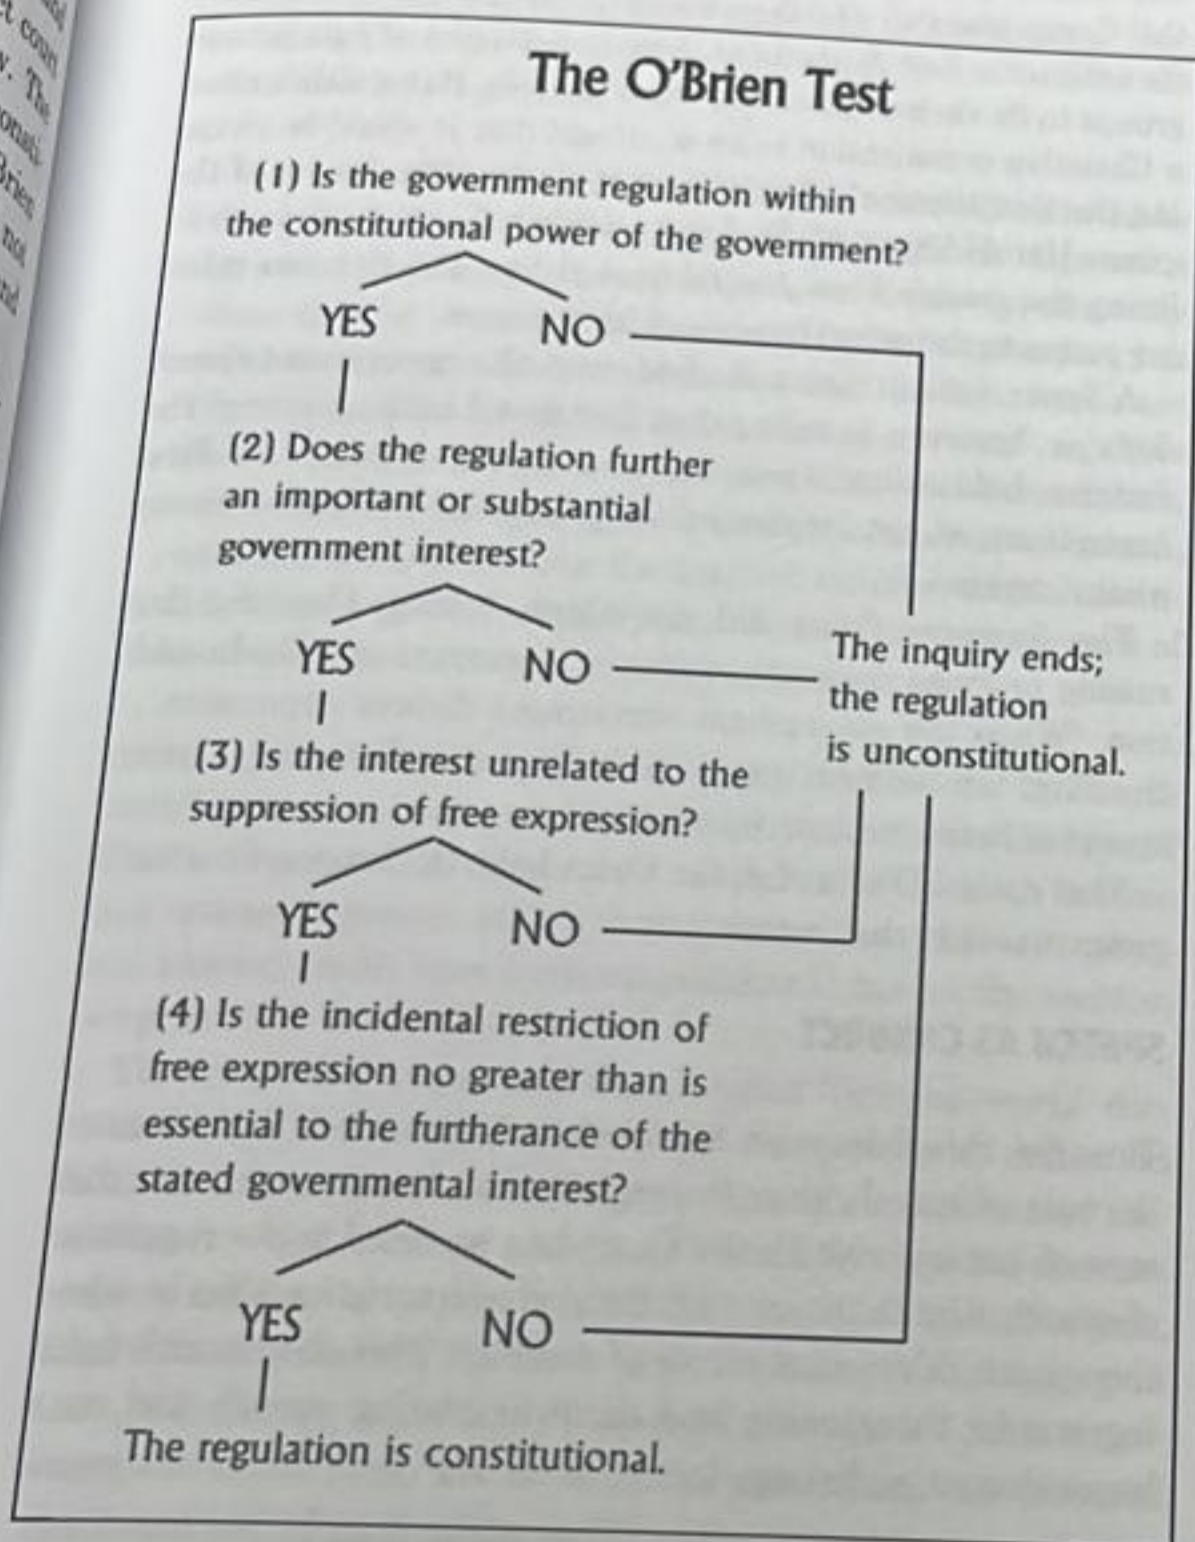 The O'Brien Test
(1) Is the government regulation within
the constitutional power of the government?
YES
NO
(2) Does the regulation further
an important or substantial
government interest?
YES
NO
The inquiry ends;
the regulation
is unconstitutional.
(3) Is the interest unrelated to the
suppression of free expression?
YES
NO
(4) Is the incidental restriction of
free expression no greater than is
essential to the furtherance of the
stated governmental interest?
YES
NO
The regulation is constitutional.